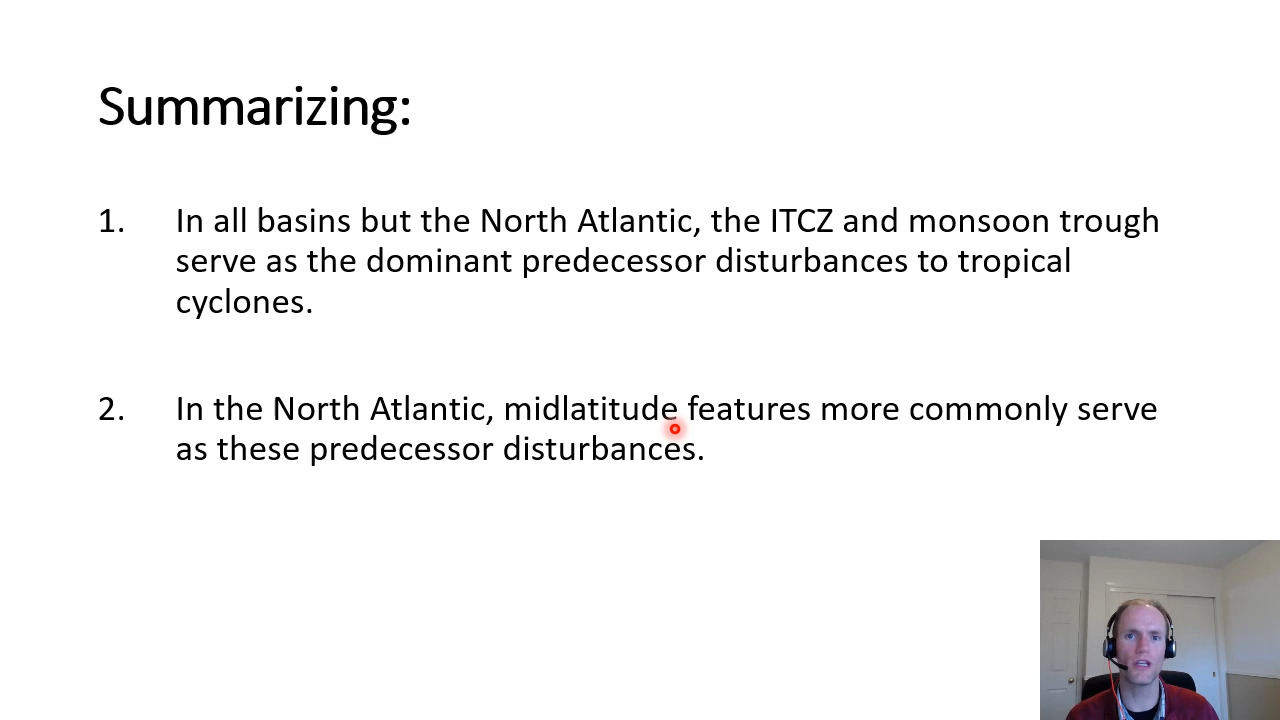 Summarizing:
1. In all basins but the North Atlantic, the ITCZ and monsoon trough
serve as the dominant predecessor disturbances to tropical
cyclones.
2. In the North Atlantic, midlatitude features more commonly serve
as these predecessor disturbances.